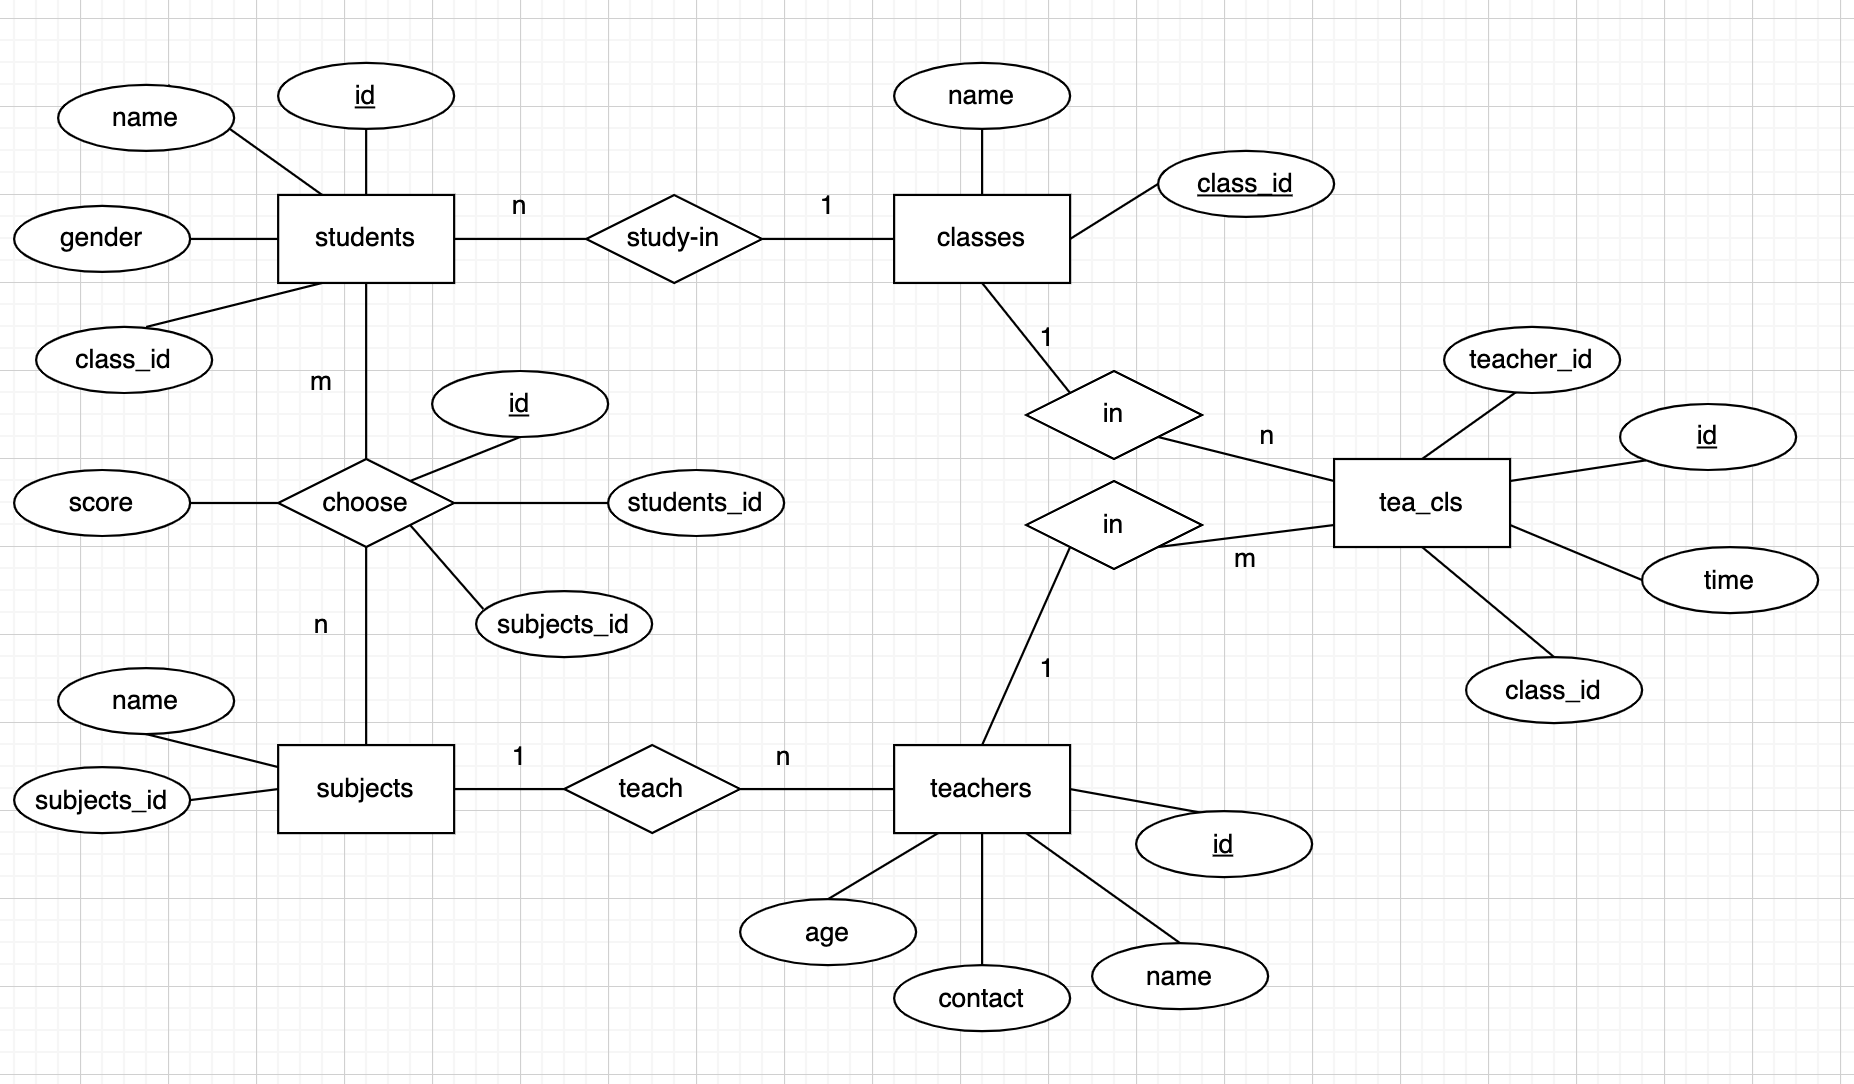 id
name
name
class_id
n
1
gender
students
study-in
classes
1
class_id
teacher_id
m
id
in
n
id
score
choose
students_id
tea_cls
in
m
time
n
subjects_id
1
class_id
name
1
n
subjects_id
subjects
teach
teachers
id
age
name
contact